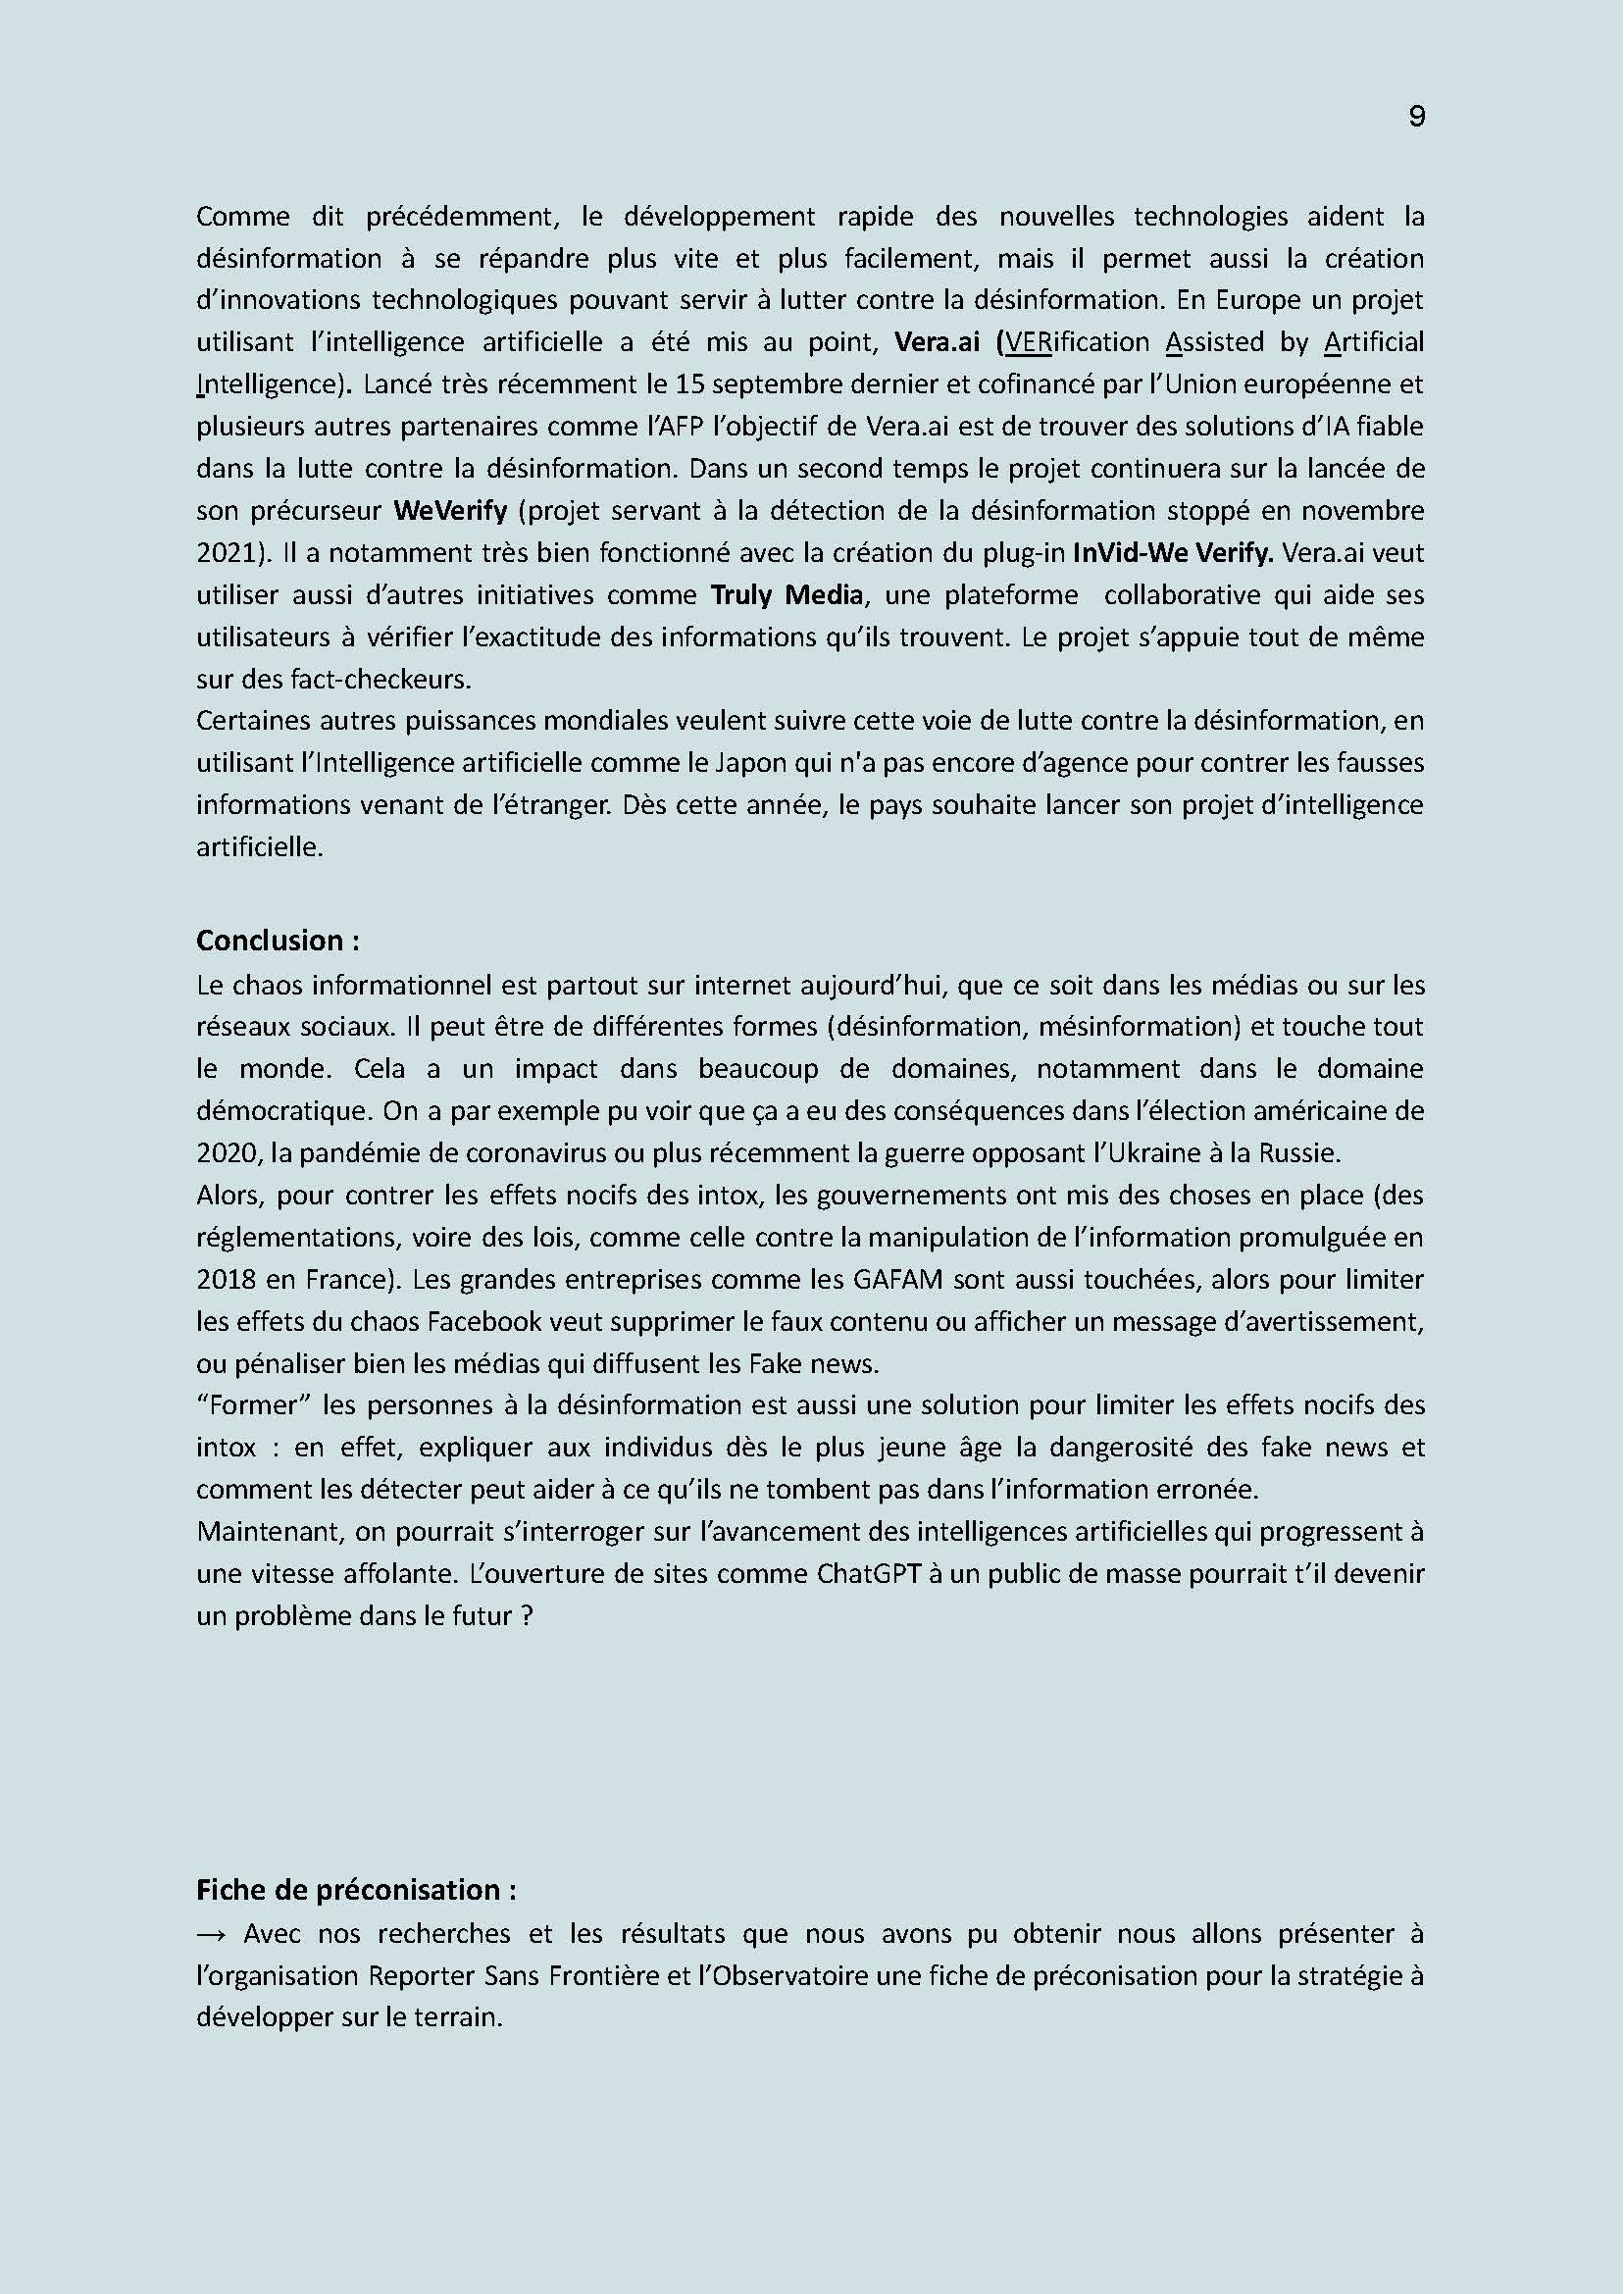 9
Comme dit précédemment, le développement rapide des nouvelles technologies aident la
désinformation à se répandre plus vite et plus facilement, mais il permet aussi la création
d’innovations technologiques pouvant servir à lutter contre la désinformation. En Europe un projet
utilisant l’intelligence artificielle a été mis au point, Vera.ai (VERification Assisted by Artificial
Intelligence). Lancé très récemment le 15 septembre dernier et cofinancé par l’Union européenne et
plusieurs autres partenaires comme l’AFP l’objectif de Vera.ai est de trouver des solutions d’IA fiable
dans la lutte contre la désinformation. Dans un second temps le projet continuera sur la lancée de
son précurseur WeVerify (projet servant à la détection de la désinformation stoppé en novembre
2021). Il a notamment très bien fonctionné avec la création du plug-in InVid-We Verify. Vera.ai veut
utiliser aussi d’autres initiatives comme Truly Media, une plateforme collaborative qui aide ses
utilisateurs à vérifier l’exactitude des informations qu’ils trouvent. Le projet s’appuie tout de même
sur des fact-checkeurs.
Certaines autres puissances mondiales veulent suivre cette voie de lutte contre la désinformation, en
utilisant l’Intelligence artificielle comme le Japon qui n'a pas encore d’agence pour contrer les fausses
informations venant de l’étranger. Dès cette année, le pays souhaite lancer son projet d’intelligence
artificielle.
Conclusion :
Le chaos informationnel est partout sur internet aujourd’hui, que ce soit dans les médias ou sur les
réseaux sociaux. Il peut être de différentes formes (désinformation, mésinformation) et touche tout
le monde. Cela a un impact dans beaucoup de domaines, notamment dans le domaine
démocratique. On a par exemple pu voir que ça a eu des conséquences dans l’élection américaine de
2020, la pandémie de coronavirus ou plus récemment la guerre opposant l’Ukraine à la Russie.
Alors, pour contrer les effets nocifs des intox, les gouvernements ont mis des choses en place (des
réglementations, voire des lois, comme celle contre la manipulation de l’information promulguée en
2018 en France). Les grandes entreprises comme les GAFAM sont aussi touchées, alors pour limiter
les effets du chaos Facebook veut supprimer le faux contenu ou afficher un message d’avertissement,
ou pénaliser bien les médias qui diffusent les Fake news.
“Former” les personnes à la désinformation est aussi une solution pour limiter les effets nocifs des
intox : en effet, expliquer aux individus dès le plus jeune âge la dangerosité des fake news et
comment les détecter peut aider à ce qu’ils ne tombent pas dans l’information erronée.
Maintenant, on pourrait s’interroger sur l’avancement des intelligences artificielles qui progressent à
une vitesse affolante. L’ouverture de sites comme ChatGPT à un public de masse pourrait t’il devenir
un problème dans le futur ?
Fiche de préconisation :
→ Avec nos recherches et les résultats que nous avons pu obtenir nous allons présenter à
l’organisation Reporter Sans Frontière et l’Observatoire une fiche de préconisation pour la stratégie à
développer sur le terrain.